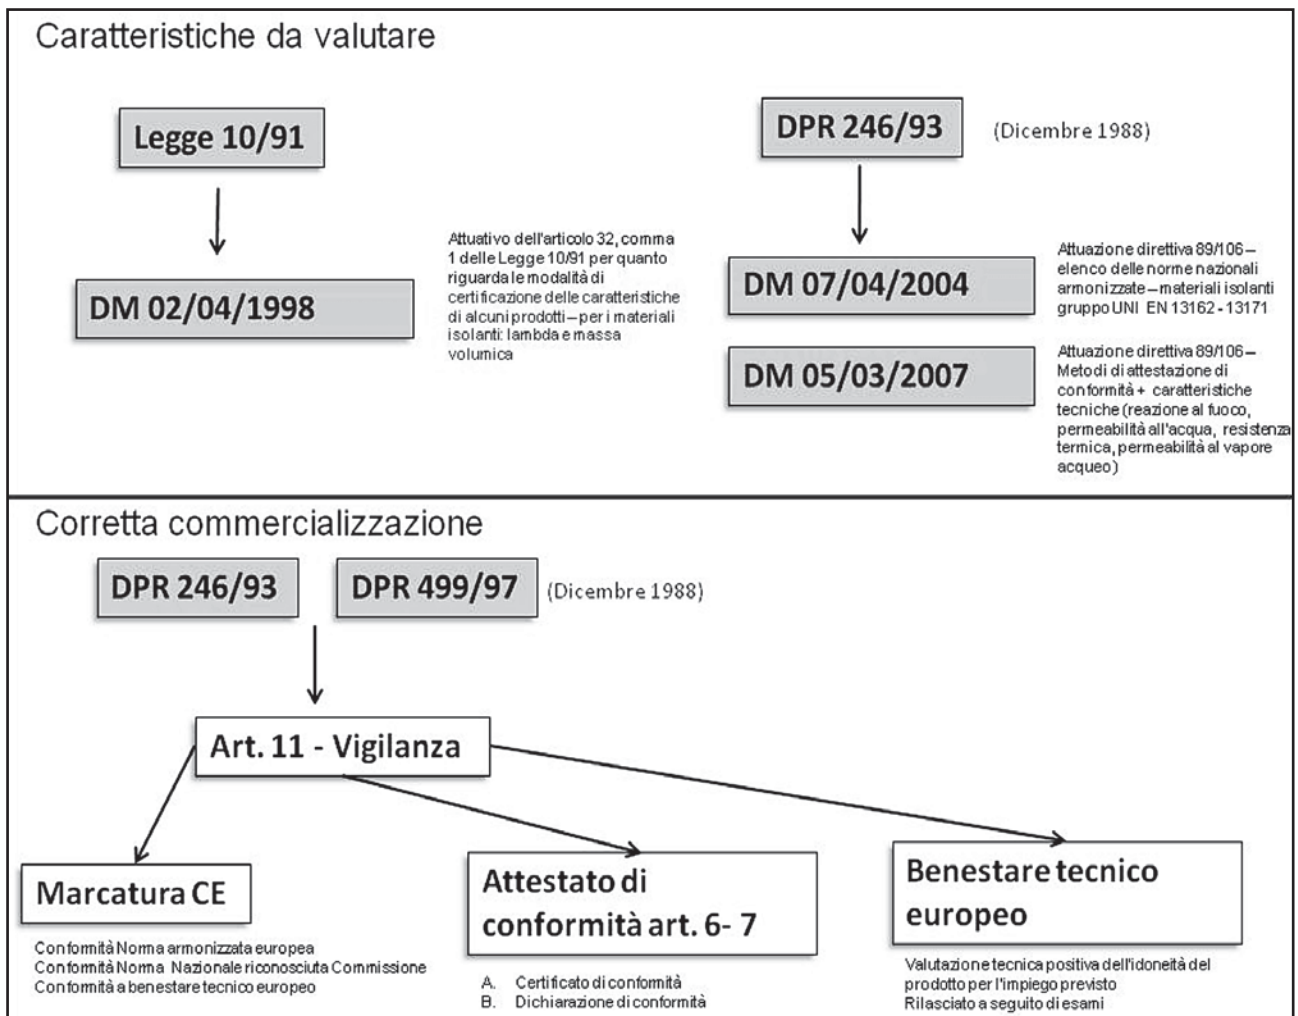 Caratteristiche da valutare
Legge 10/91
DM 02/04/1998
Attuativo dell'articolo 32, comma
1 delle Legge 10/91 per quanto
riguarda le modalità di
certificazione delle caratteristiche
di alcuni prodotti – per i materiali
isolanti: lambda e massa
volumica
DPR 246/93
(Dicembre 1988)
DM 07/04/2004
Attuazione direttiva 89/106 –
elenco delle norme nazionali
armonizzate – materiali isolanti
gruppo UNI EN 13162 - 13171
DM 05/03/2007
Attuazione direttiva 89/106 –
Metodi di attestazione di
conformità + caratteristiche
tecniche (reazione al fuoco,
permeabilità all'acqua, resistenza
termica, permeabilità al vapore
acqueo)
Corretta commercializzazione
DPR 246/93
DPR 499/97
(Dicembre 1988)
Art. 11 - Vigilanza
Marcatura CE
Conformità Norma armonizzata europea
Conformità Norma Nazionale riconosciuta Commissione
Conformità a benestare tecnico europeo
Attestato di
conformità art. 6- 7
A. Certificato di conformità
B. Dichiarazione di conformità
Benestare tecnico
europeo
Valutazione tecnica positiva dell'idoneità del
prodotto per l'impiego previsto
Rilasciato a seguito di esami